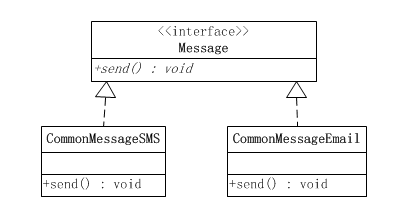 <<interface>>
Message
+send() : void
CommonMessageSMS
CommonMessageEmail
+send() : void
+send() : void